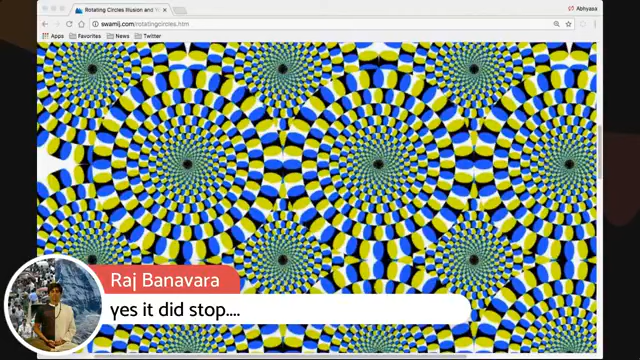 Rotating Circles Illusion and Yo
Abhyasa
swamij.com/rotatingcircles.htm
Apps Favorites News Twitter
Raj Banavara
yes it did stop....